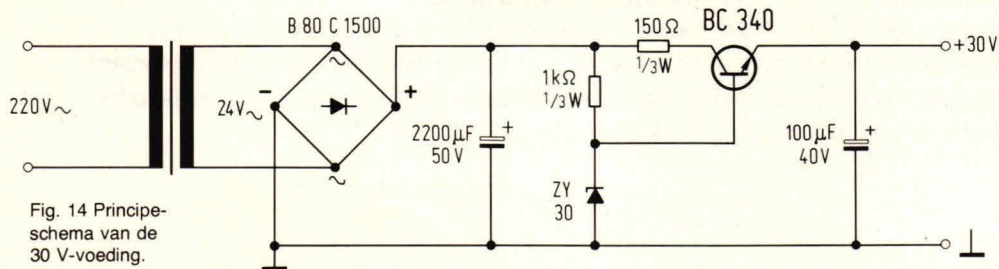 B 80 C 1500
150 Ω
1/3 W
BC 340
+30 V
220 V ~
24 V ~
~
−
+
~
2200 µF
50 V
+
1 kΩ
1/3 W
ZY
30
100 µF
40 V
+
Fig. 14 Principe-
schema van de
30 V-voeding.